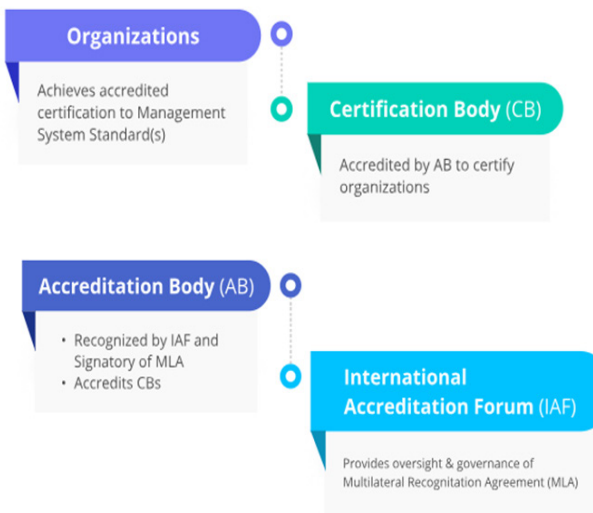 Organizations
Achieves accredited
certification to Management
System Standard(s)
Certification Body (CB)
Accredited by AB to certify
organizations
Accreditation Body (AB)
• Recognized by IAF and
Signatory of MLA
• Accredits CBs
International
Accreditation Forum (IAF)
Provides oversight & governance of
Multilateral Recognitation Agreement (MLA)